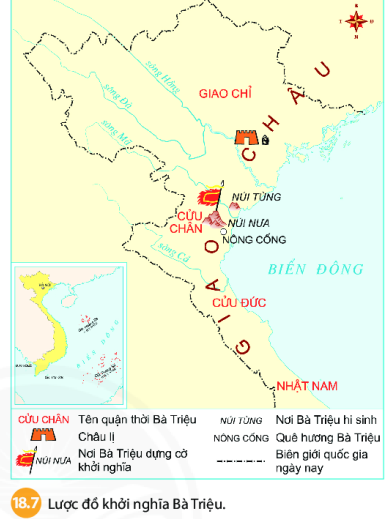 B
sông Hồng
sông Đà
sông Mã
GIAO CHỈ
GIAO CHÂU
NÚI TÙNG
CỬU
CHÂN
NÚI NƯA
NÔNG CỐNG
sông Cả
BIỂN ĐÔNG
CỬU ĐỨC
NHẬT NAM
BIỂN ĐÔNG
CỬU CHÂN Tên quận thời Bà Triệu
Châu lị
NÚI NƯA Nơi Bà Triệu dựng cờ
khởi nghĩa
NÚI TÙNG Nơi Bà Triệu hi sinh
NÔNG CỐNG Quê hương Bà Triệu
Biên giới quốc gia
ngày nay
18.7 Lược đồ khởi nghĩa Bà Triệu.